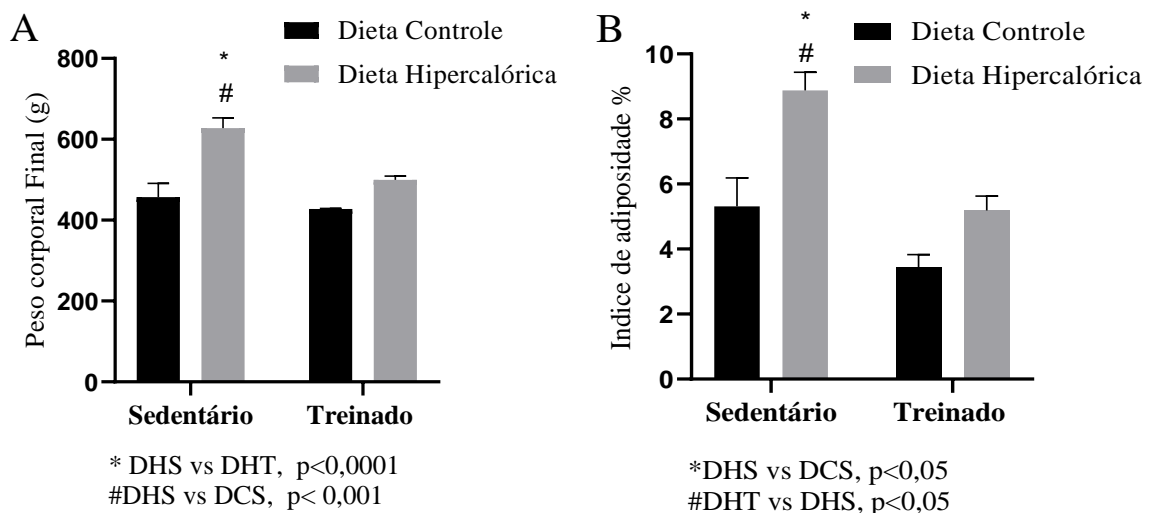 A
Dieta Controle
Dieta Hipercalórica
*
#
Peso corporal Final (g)
800
600
400
200
0
Sedentário Treinado
* DHS vs DHT, p<0,0001
#DHS vs DCS, p< 0,001
B
Dieta Controle
Dieta Hipercalórica
*
#
Indice de adiposidade %
10
8
6
4
2
0
Sedentário Treinado
*DHS vs DCS, p<0,05
#DHT vs DHS, p<0,05